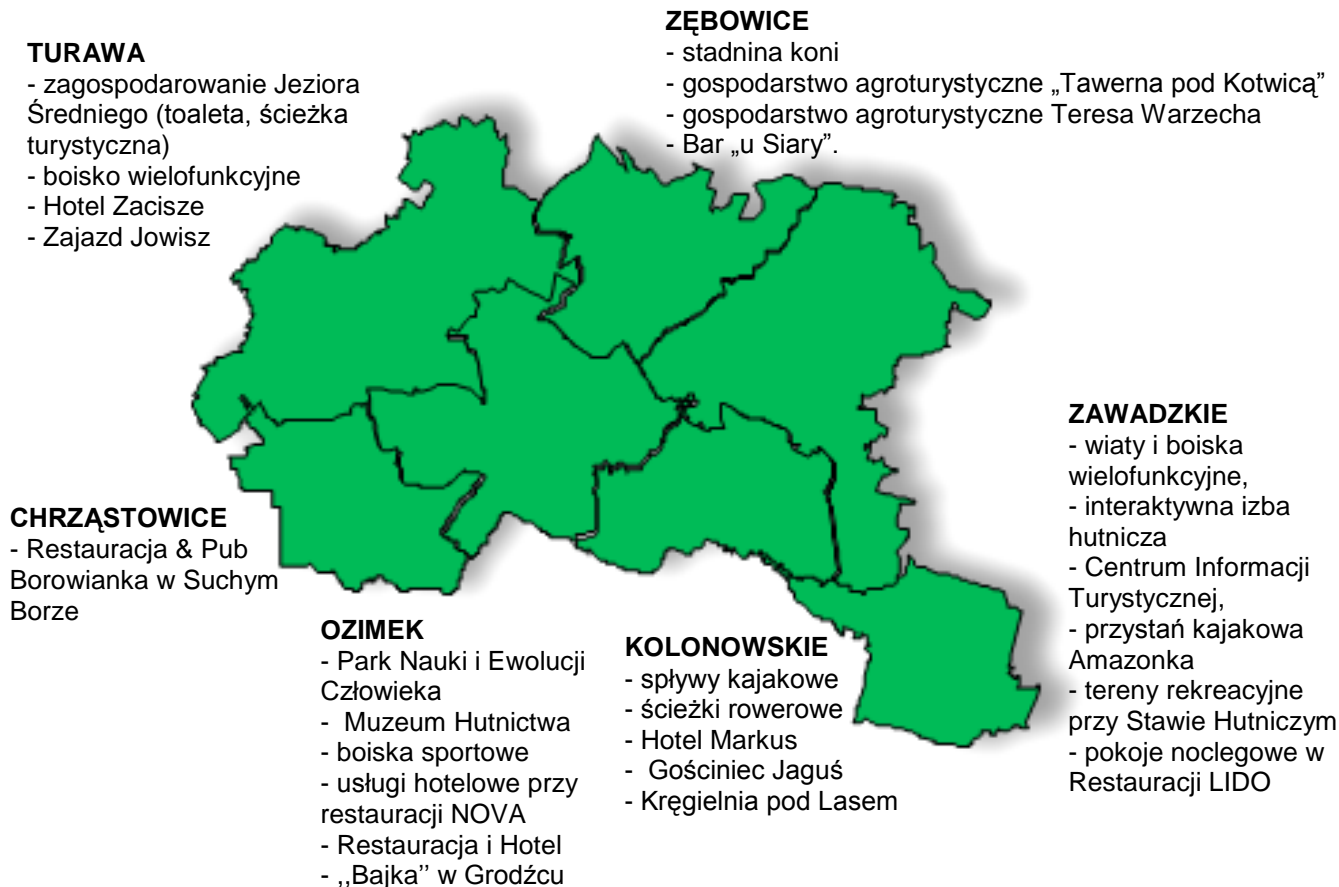 TURAWA
- zagospodarowanie Jeziora
Średniego (toaleta, ścieżka
turystyczna)
- boisko wielofunkcyjne
- Hotel Zacisze
- Zajazd Jowisz
ZĘBOWICE
- stadnina koni
- gospodarstwo agroturystyczne „Tawerna pod Kotwicą”
- gospodarstwo agroturystyczne Teresa Warzecha
- Bar „u Siary”.
CHRZĄSTOWICE
- Restauracja & Pub
Borowianka w Suchym
Borze
OZIMEK
- Park Nauki i Ewolucji
Człowieka
- Muzeum Hutnictwa
- boiska sportowe
- usługi hotelowe przy
restauracji NOVA
- Restauracja i Hotel
- ,,Bajka’’ w Grodźcu
KOLONOWSKIE
- spływy kajakowe
- ścieżki rowerowe
- Hotel Markus
- Gościniec Jaguś
- Kręgielnia pod Lasem
ZAWADZKIE
- wiaty i boiska
wielofunkcyjne,
- interaktywna izba
hutnicza
- Centrum Informacji
Turystycznej,
- przystań kajakowa
Amazonka
- tereny rekreacyjne
przy Stawie Hutniczym
- pokoje noclegowe w
Restauracji LIDO